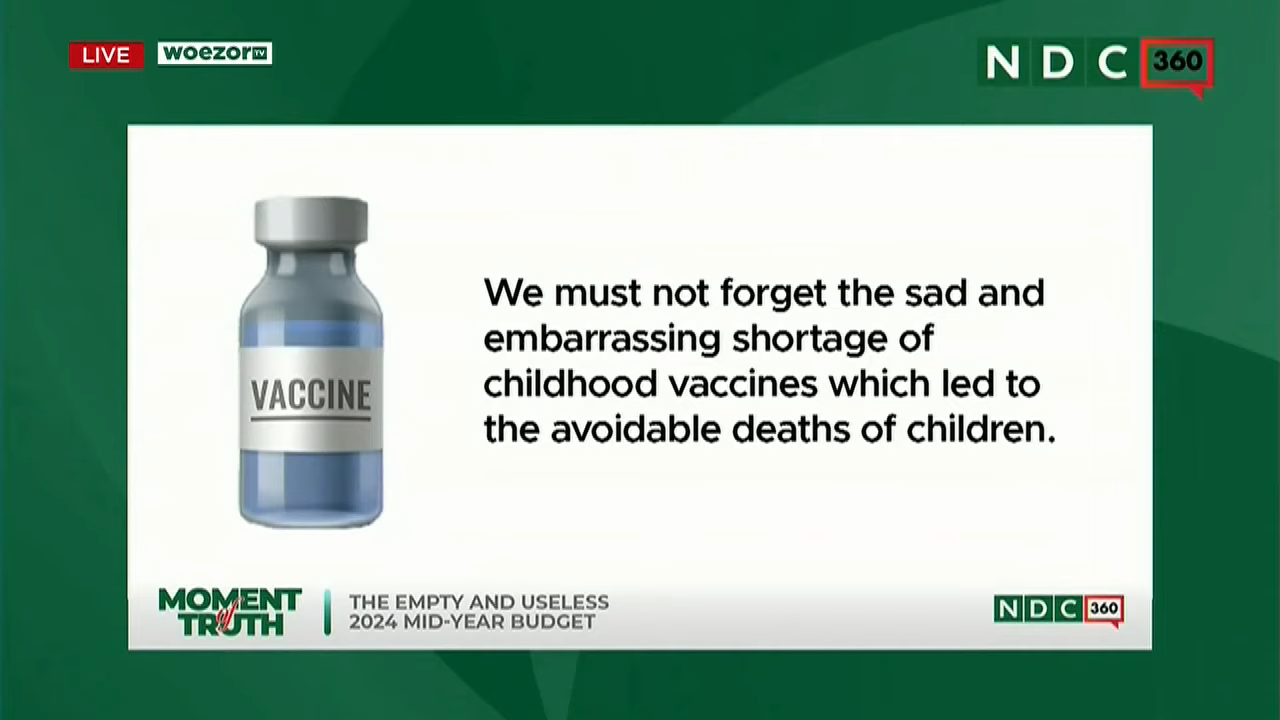 LIVE woezor TV
NDC 360
VACCINE
We must not forget the sad and
embarrassing shortage of
childhood vaccines which led to
the avoidable deaths of children.
MOMENT
of
TRUTH
THE EMPTY AND USELESS
2024 MID-YEAR BUDGET
NDC 360